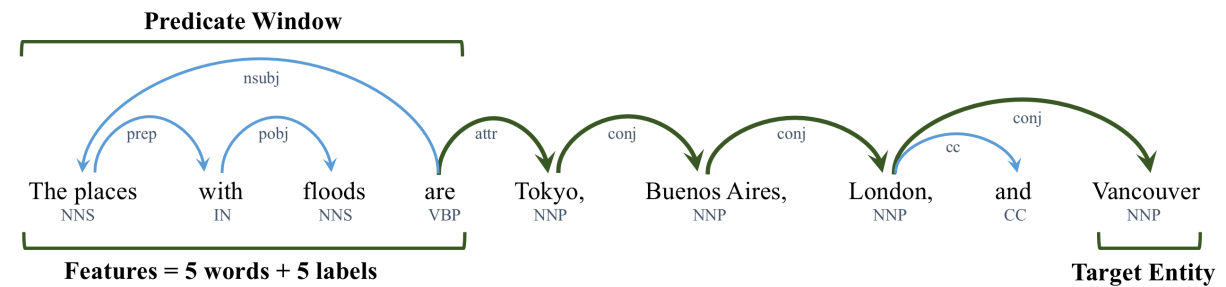 Predicate Window
nsubj
prep pobj attr conj conj conj
cc
The places with floods are Tokyo, Buenos Aires, London, and Vancouver
NNS IN NNS VBP NNP NNP NNP CC NNP
Features = 5 words + 5 labels
Target Entity